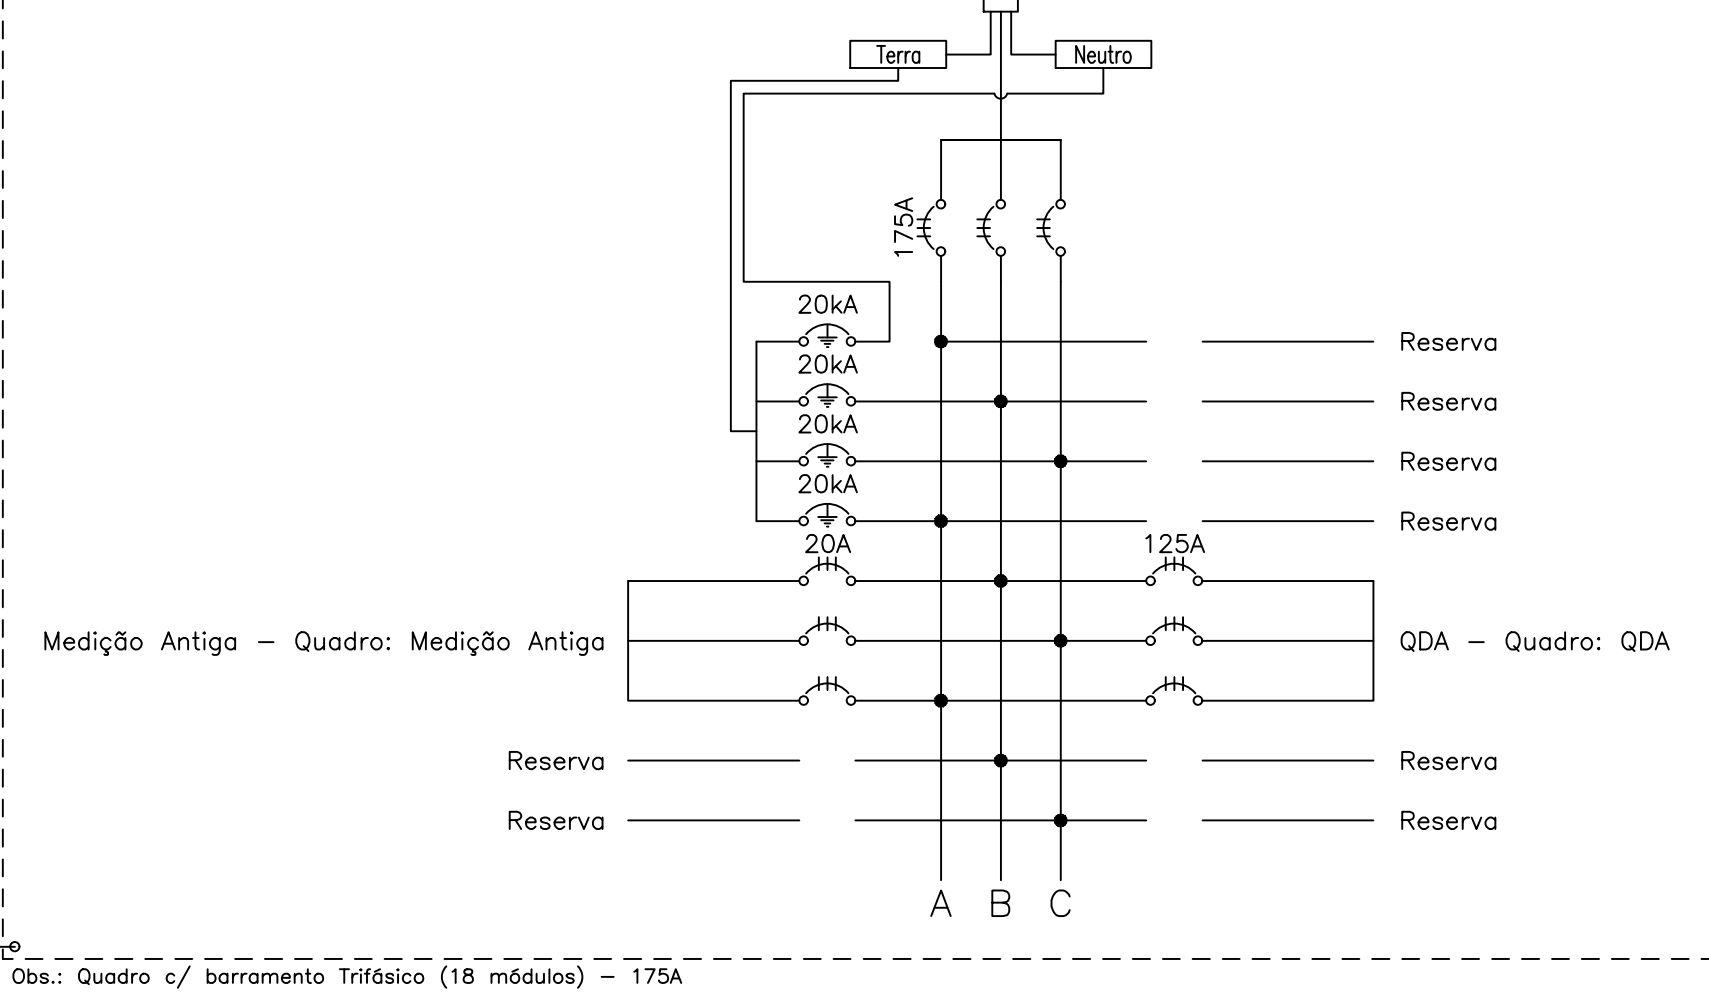 Terra
Neutro
175A
20kA
Reserva
20kA
Reserva
20kA
Reserva
20kA
Reserva
20A
125A
Medição Antiga – Quadro: Medição Antiga
QDA – Quadro: QDA
Reserva
Reserva
Reserva
Reserva
A B C
Obs.: Quadro c/ barramento Trifásico (18 módulos) – 175A